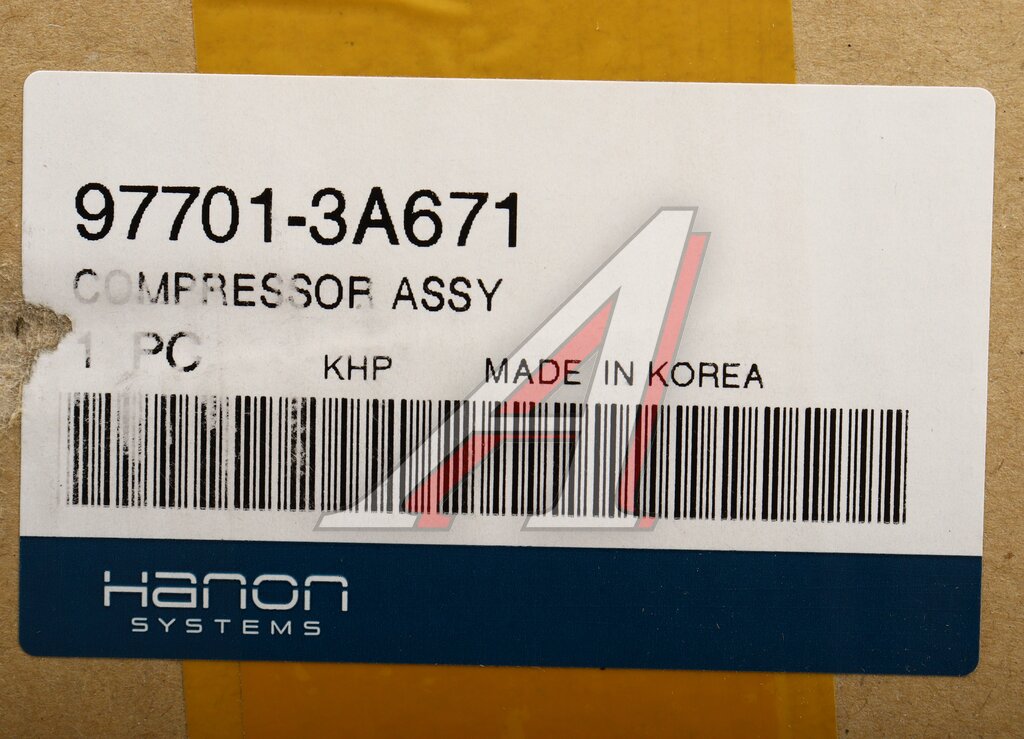 97701-3A671
COMPRESSOR ASSY
1 PC KHP MADE IN KOREA
Hanon
SYSTEMS